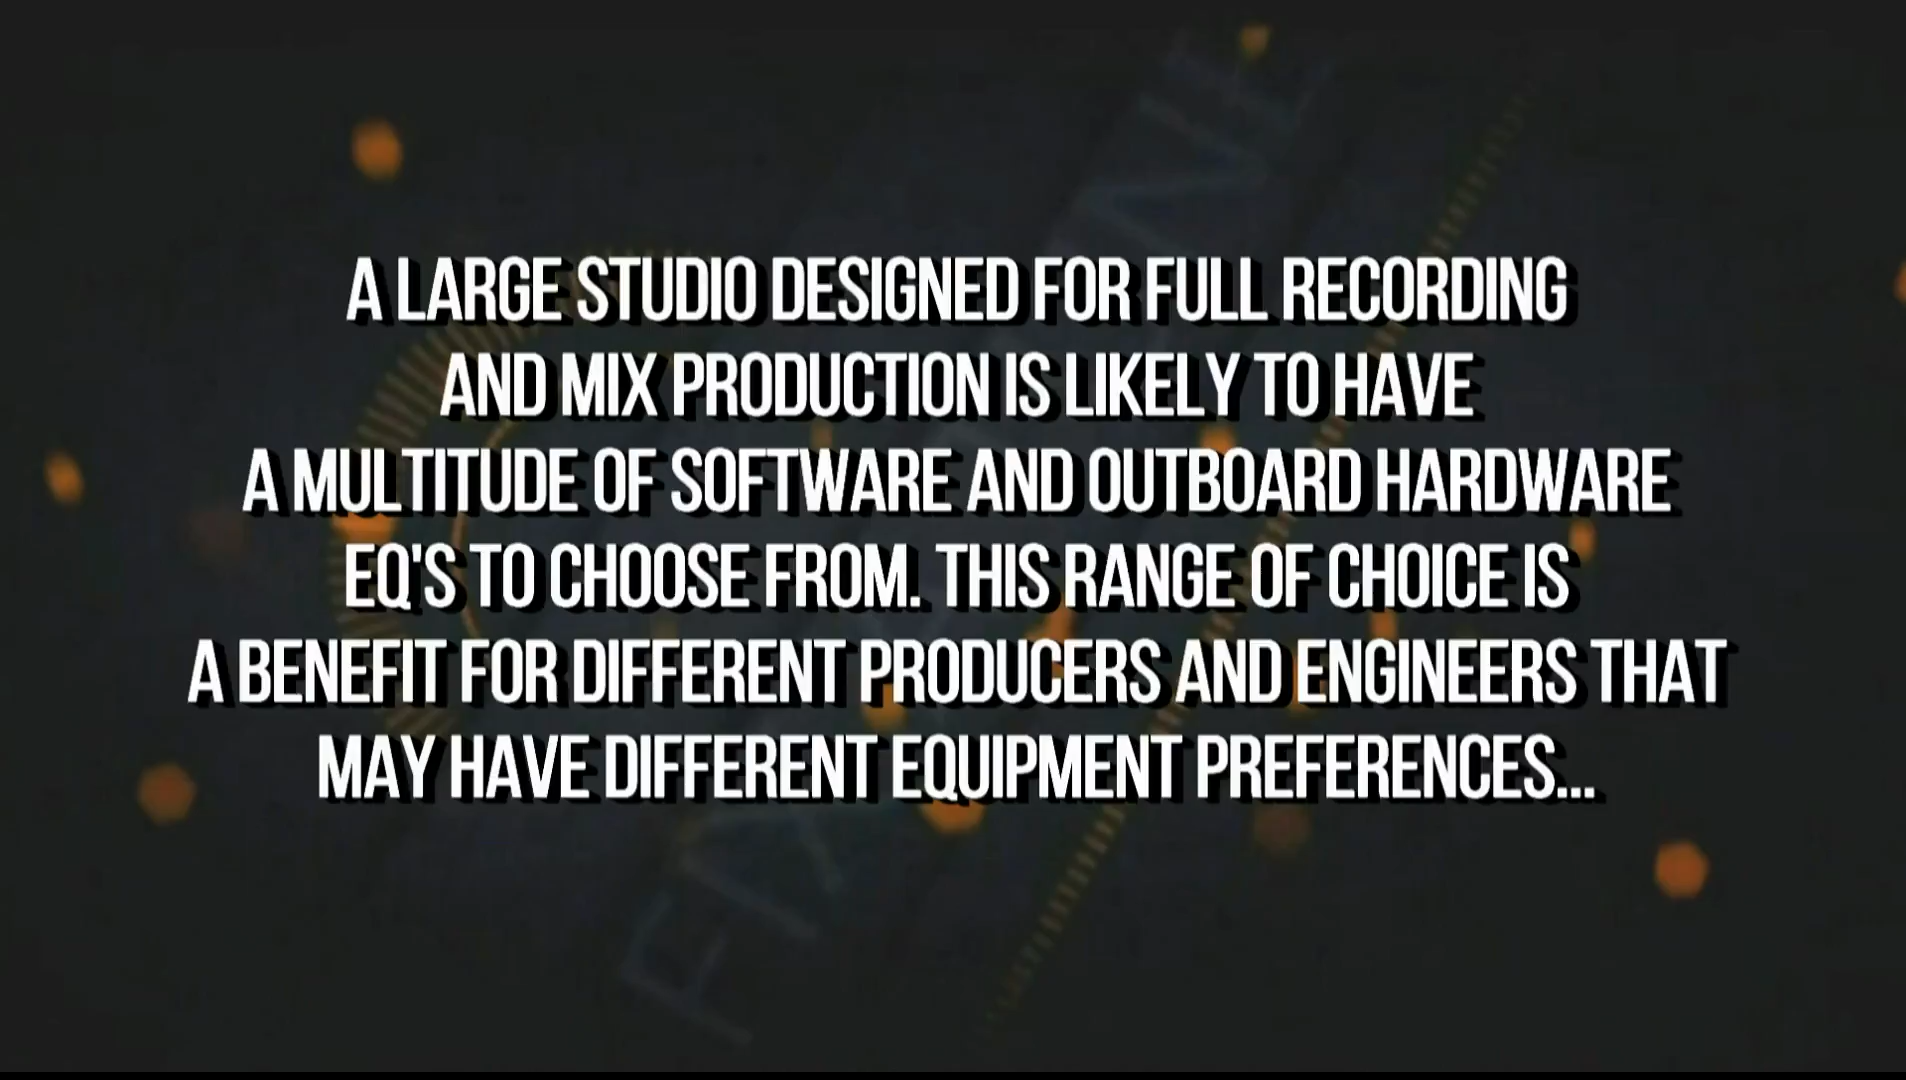 A LARGE STUDIO DESIGNED FOR FULL RECORDING
AND MIX PRODUCTION IS LIKELY TO HAVE
A MULTITUDE OF SOFTWARE AND OUTBOARD HARDWARE
EQ'S TO CHOOSE FROM. THIS RANGE OF CHOICE IS
A BENEFIT FOR DIFFERENT PRODUCERS AND ENGINEERS THAT
MAY HAVE DIFFERENT EQUIPMENT PREFERENCES...